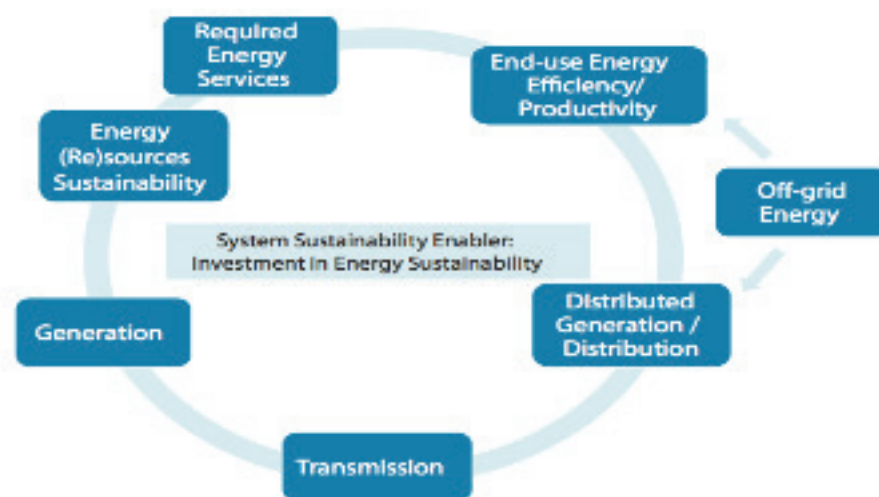 Required
Energy
Services
End-use Energy
Efficiency/
Productivity
Energy
(Re)sources
Sustainability
Off-grid
Energy
System Sustainability Enabler:
Investment in Energy Sustainability
Generation
Distributed
Generation /
Distribution
Transmission